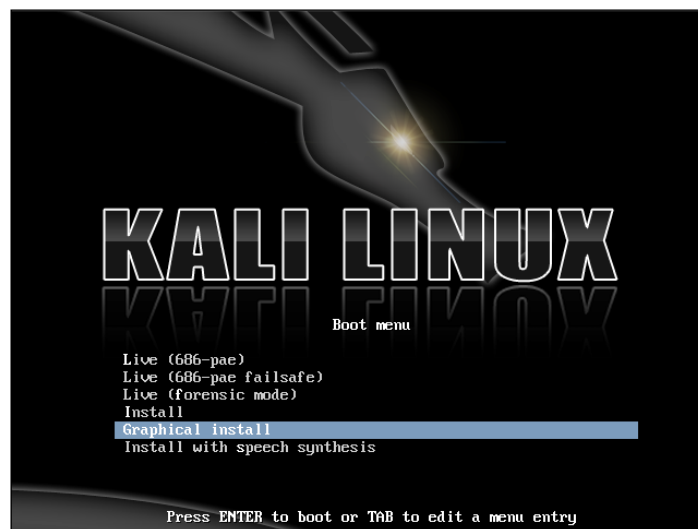 KALI LINUX
Boot menu
Live (686-pae)
Live (686-pae failsafe)
Live (forensic mode)
Install
Graphical install
Install with speech synthesis
Press ENTER to boot or TAB to edit a menu entry